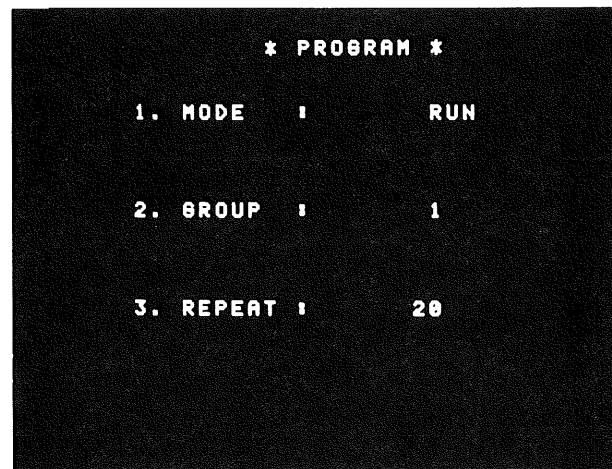 * PROGRAM *
1. MODE : RUN
2. GROUP : 1
3. REPEAT : 20